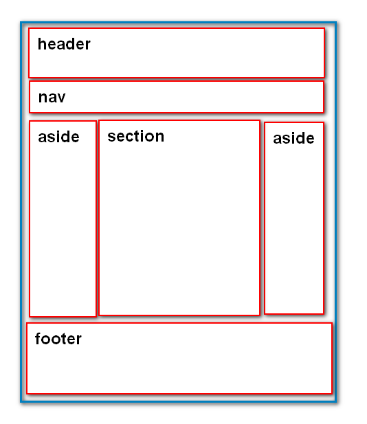 header
nav
aside
section
aside
footer